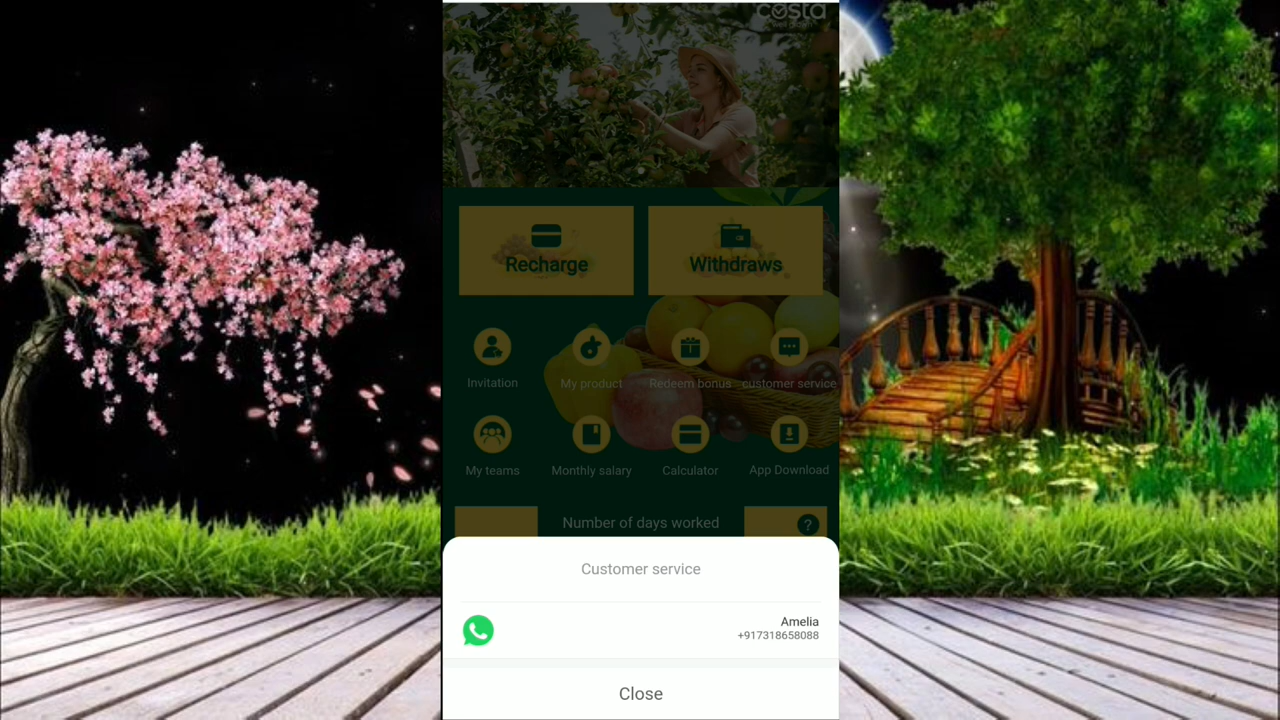 costa
Recharge
Withdraws
Invitation
My product
Redeem bonus
customer service
My teams
Monthly salary
Calculator
App Download
Number of days worked
?
Customer service
Amelia
+917318658088
Close